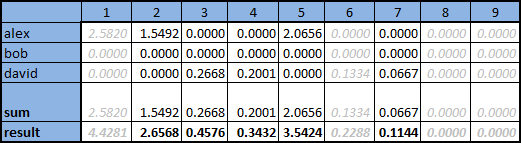 1 2 3 4 5 6 7 8 9
alex 2.5820 1.5492 0.0000 0.0000 2.0656 0.0000 0.0000 0.0000 0.0000
bob 0.0000 0.0000 0.0000 0.0000 0.0000 0.0000 0.0000 0.0000 0.0000
david 0.0000 0.0000 0.2668 0.2001 0.0000 0.1334 0.0667 0.0000 0.0000
sum 2.5820 1.5492 0.2668 0.2001 2.0656 0.1334 0.0667 0.0000 0.0000
result 4.4281 2.6568 0.4576 0.3432 3.5424 0.2288 0.1144 0.0000 0.0000